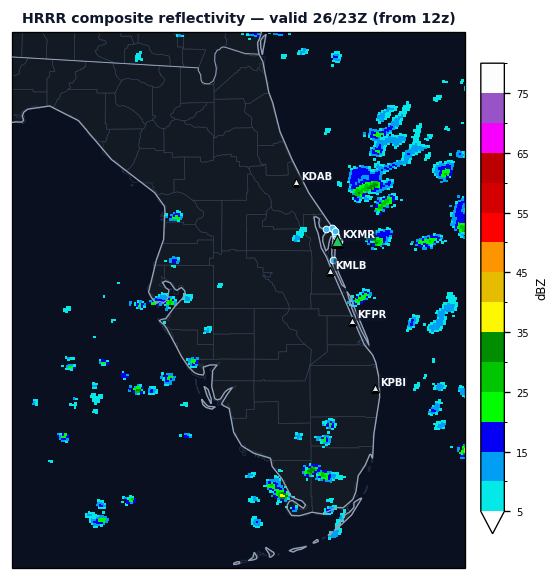 HRRR composite reflectivity — valid 26/23Z (from 12z)
KDAB
KXMR
KMLB
KFPR
KPBI
75
65
55
45
35
25
15
5
dBZ